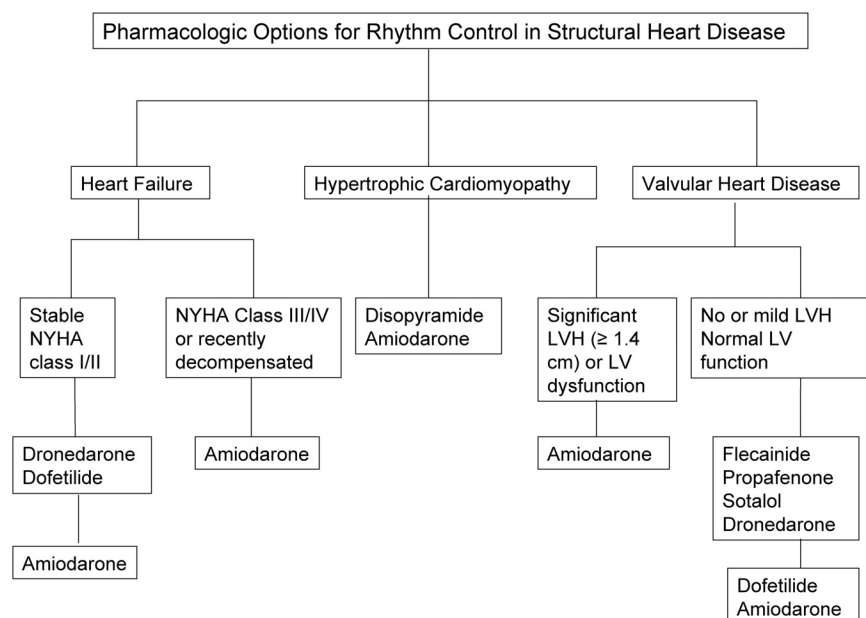 Pharmacologic Options for Rhythm Control in Structural Heart Disease
Heart Failure
Hypertrophic Cardiomyopathy
Valvular Heart Disease
Stable
NYHA
class I/II
NYHA Class III/IV
or recently
decompensated
Disopyramide
Amiodarone
Significant
LVH (≥ 1.4
cm) or LV
dysfunction
No or mild LVH
Normal LV
function
Dronedarone
Dofetilide
Amiodarone
Amiodarone
Flecainide
Propafenone
Sotalol
Dronedarone
Amiodarone
Dofetilide
Amiodarone